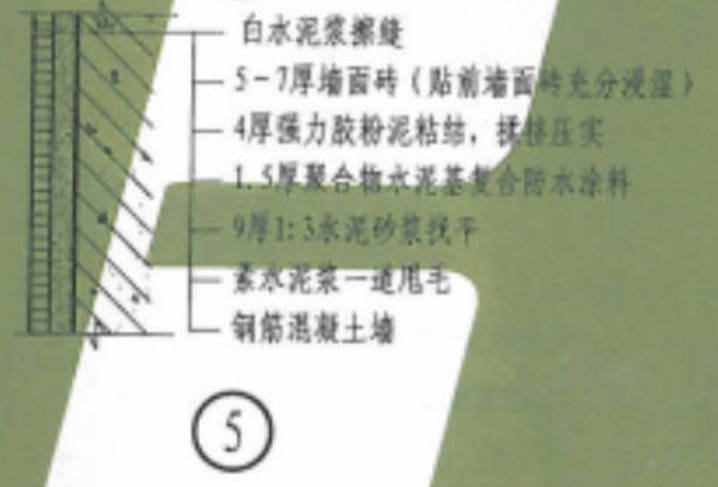 白水泥浆擦缝
5-7厚墙面砖(贴前墙面砖充分浸湿)
4厚强力胶粉泥粘结，揉挤压实
1.5厚聚合物水泥基复合防水涂料
9厚1:3水泥砂浆找平
素水泥浆一道甩毛
钢筋混凝土墙
5